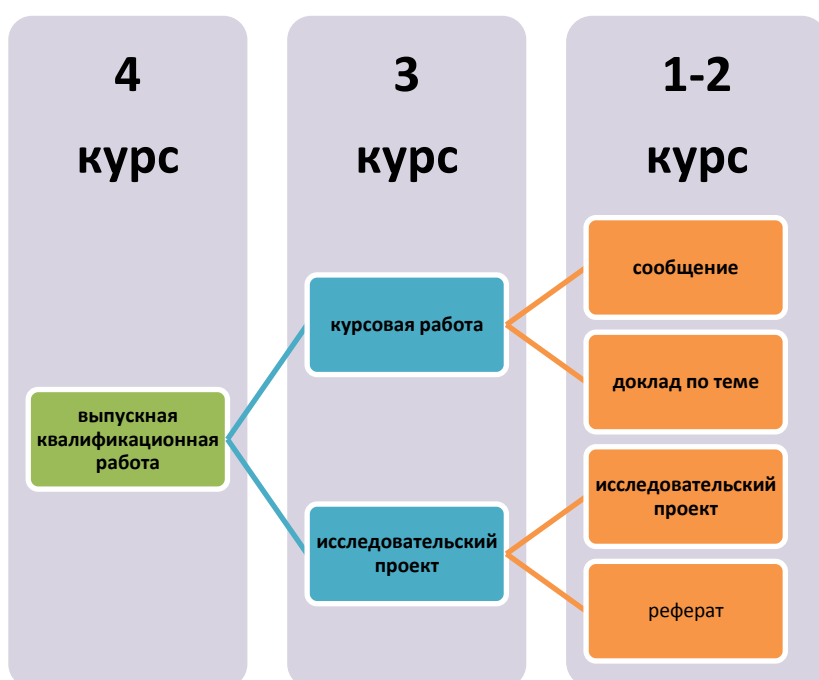 4
курс
3
курс
1-2
курс
выпускная
квалификационная
работа
курсовая работа
исследовательский
проект
сообщение
доклад по теме
исследовательский
проект
реферат